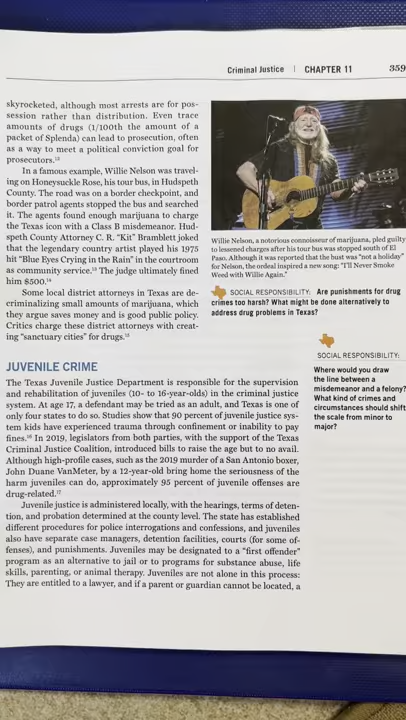 Criminal Justice | CHAPTER 11 359
skyrocketed, although most arrests are for pos-
session rather than distribution. Even trace
amounts of drugs (1/100th the amount of a
packet of Splenda) can lead to prosecution, often
as a way to meet a political conviction goal for
prosecutors.¹³
In a famous example, Willie Nelson was travel-
ing on Honeysuckle Rose, his tour bus, in Hudspeth
County. The road was on a border checkpoint, and
border patrol agents stopped the bus and searched
it. The agents found enough marijuana to charge
the Texas icon with a Class B misdemeanor. Hud-
speth County Attorney C. R. "Kit" Bramblett joked
that the legendary country artist played his 1975
hit "Blue Eyes Crying in the Rain" in the courtroom
as community service.¹³ The judge ultimately fined
him $500.¹⁴
Some local district attorneys in Texas are de-
criminalizing small amounts of marijuana, which
they argue saves money and is good public policy.
Critics charge these district attorneys with creat-
ing "sanctuary cities" for drugs.¹⁵
Willie Nelson, a notorious connoisseur of marijuana, pled guilty
to lessened charges after his tour bus was stopped south of El
Paso. Although it was reported that the bust was "not a holiday"
for Nelson, the ordeal inspired a new song: "I'll Never Smoke
Weed with Willie Again."
SOCIAL RESPONSIBILITY: Are punishments for drug
crimes too harsh? What might be done alternatively to
address drug problems in Texas?
JUVENILE CRIME
The Texas Juvenile Justice Department is responsible for the supervision
and rehabilitation of juveniles (10- to 16-year-olds) in the criminal justice
system. At age 17, a defendant may be tried as an adult, and Texas is one of
only four states to do so. Studies show that 90 percent of juvenile justice sys-
tem kids have experienced trauma through confinement or inability to pay
fines.¹⁶ In 2019, legislators from both parties, with the support of the Texas
Criminal Justice Coalition, introduced bills to raise the age but to no avail.
Although high-profile cases, such as the 2019 murder of a San Antonio boxer,
John Duane VanMeter, by a 12-year-old bring home the seriousness of the
harm juveniles can do, approximately 95 percent of juvenile offenses are
drug-related.¹⁷
Juvenile justice is administered locally, with the hearings, terms of deten-
tion, and probation determined at the county level. The state has established
different procedures for police interrogations and confessions, and juveniles
also have separate case managers, detention facilities, courts (for some of-
fenses), and punishments. Juveniles may be designated to a "first offender"
program as an alternative to jail or to programs for substance abuse, life
skills, parenting, or animal therapy. Juveniles are not alone in this process:
They are entitled to a lawyer, and if a parent or guardian cannot be located, a
SOCIAL RESPONSIBILITY:
Where would you draw
the line between a
misdemeanor and a felony?
What kind of crimes and
circumstances should shift
the scale from minor to
major?